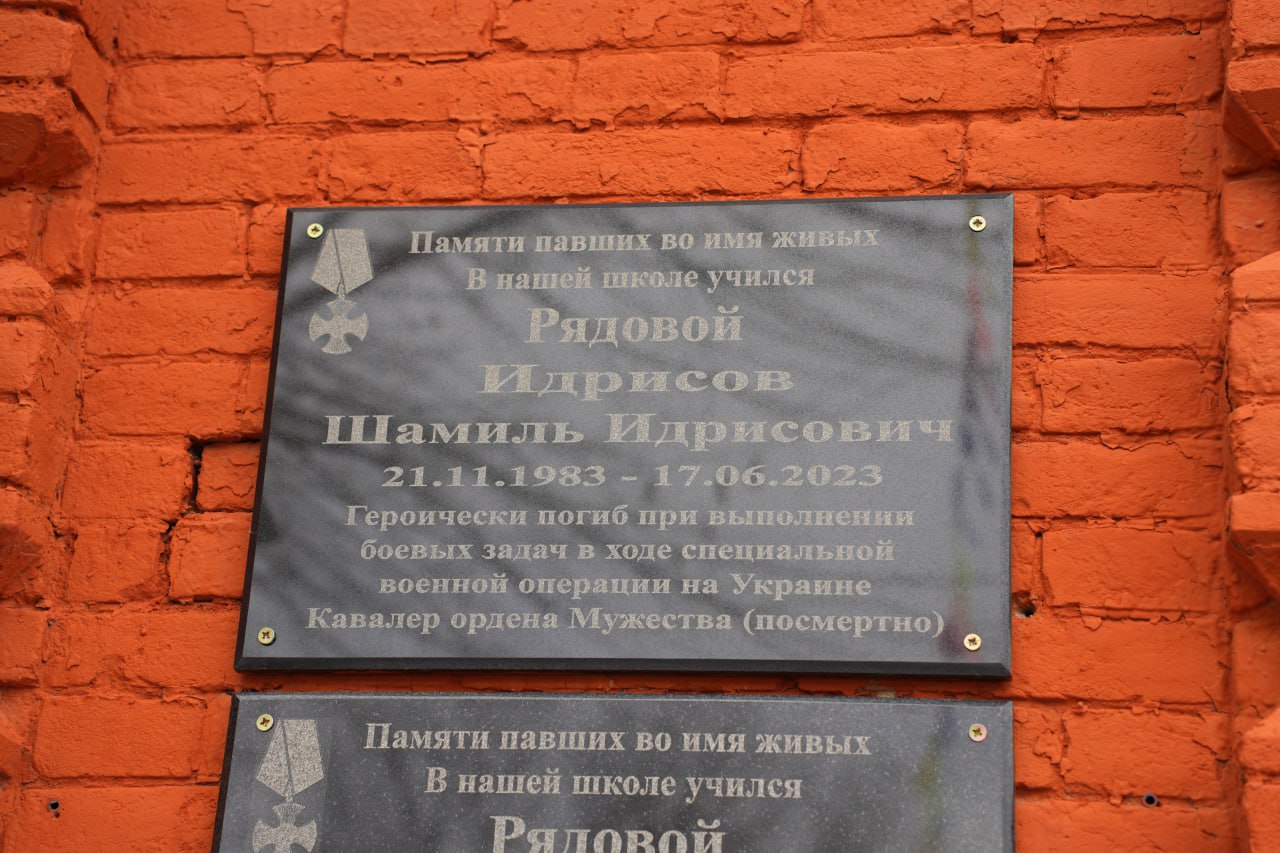 Памяти павших во имя живых
В нашей школе учился
Рядовой
Идрисов
Шамиль Идрисович
21.11.1983 - 17.06.2023
Героически погиб при выполнении
боевых задач в ходе специальной
военной операции на Украине
Кавалер ордена Мужества (посмертно)
Памяти павших во имя живых
В нашей школе учился
Рядовой